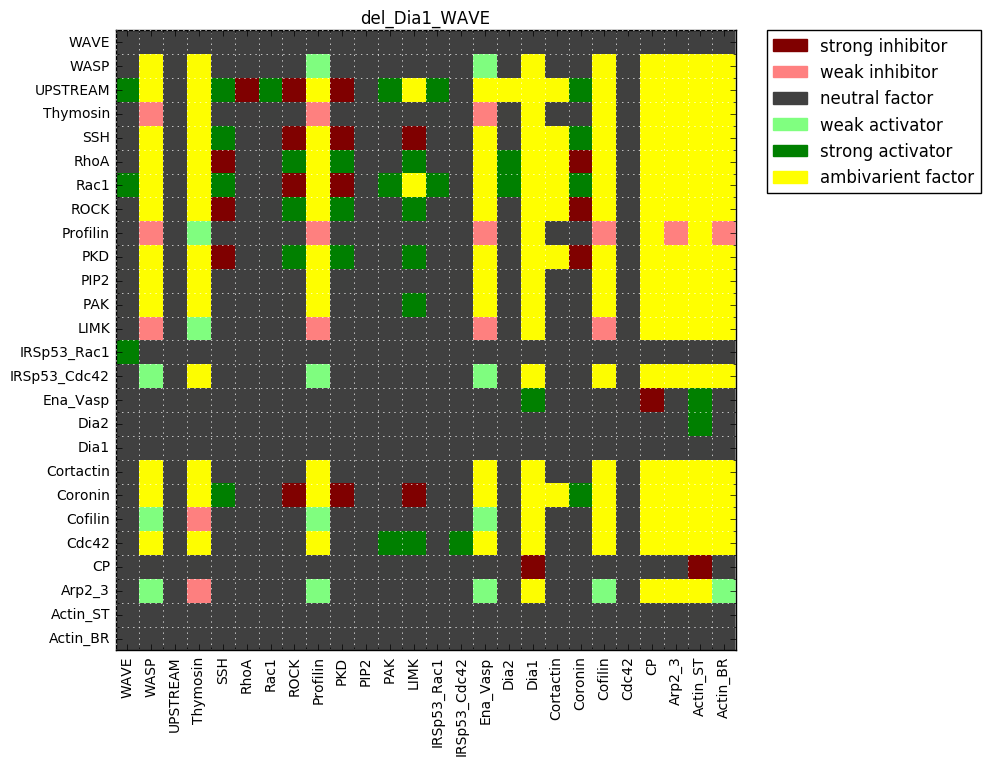 del_Dia1_WAVE
WAVE
WASP
UPSTREAM
Thymosin
SSH
RhoA
Rac1
ROCK
Profilin
PKD
PIP2
PAK
LIMK
IRSp53_Rac1
IRSp53_Cdc42
Ena_Vasp
Dia2
Dia1
Cortactin
Coronin
Cofilin
Cdc42
CP
Arp2_3
Actin_ST
Actin_BR
WAVE
WASP
UPSTREAM
Thymosin
SSH
RhoA
Rac1
ROCK
Profilin
PKD
PIP2
PAK
LIMK
IRSp53_Rac1
IRSp53_Cdc42
Ena_Vasp
Dia2
Dia1
Cortactin
Coronin
Cofilin
Cdc42
CP
Arp2_3
Actin_ST
Actin_BR
strong inhibitor
weak inhibitor
neutral factor
weak activator
strong activator
ambivarient factor